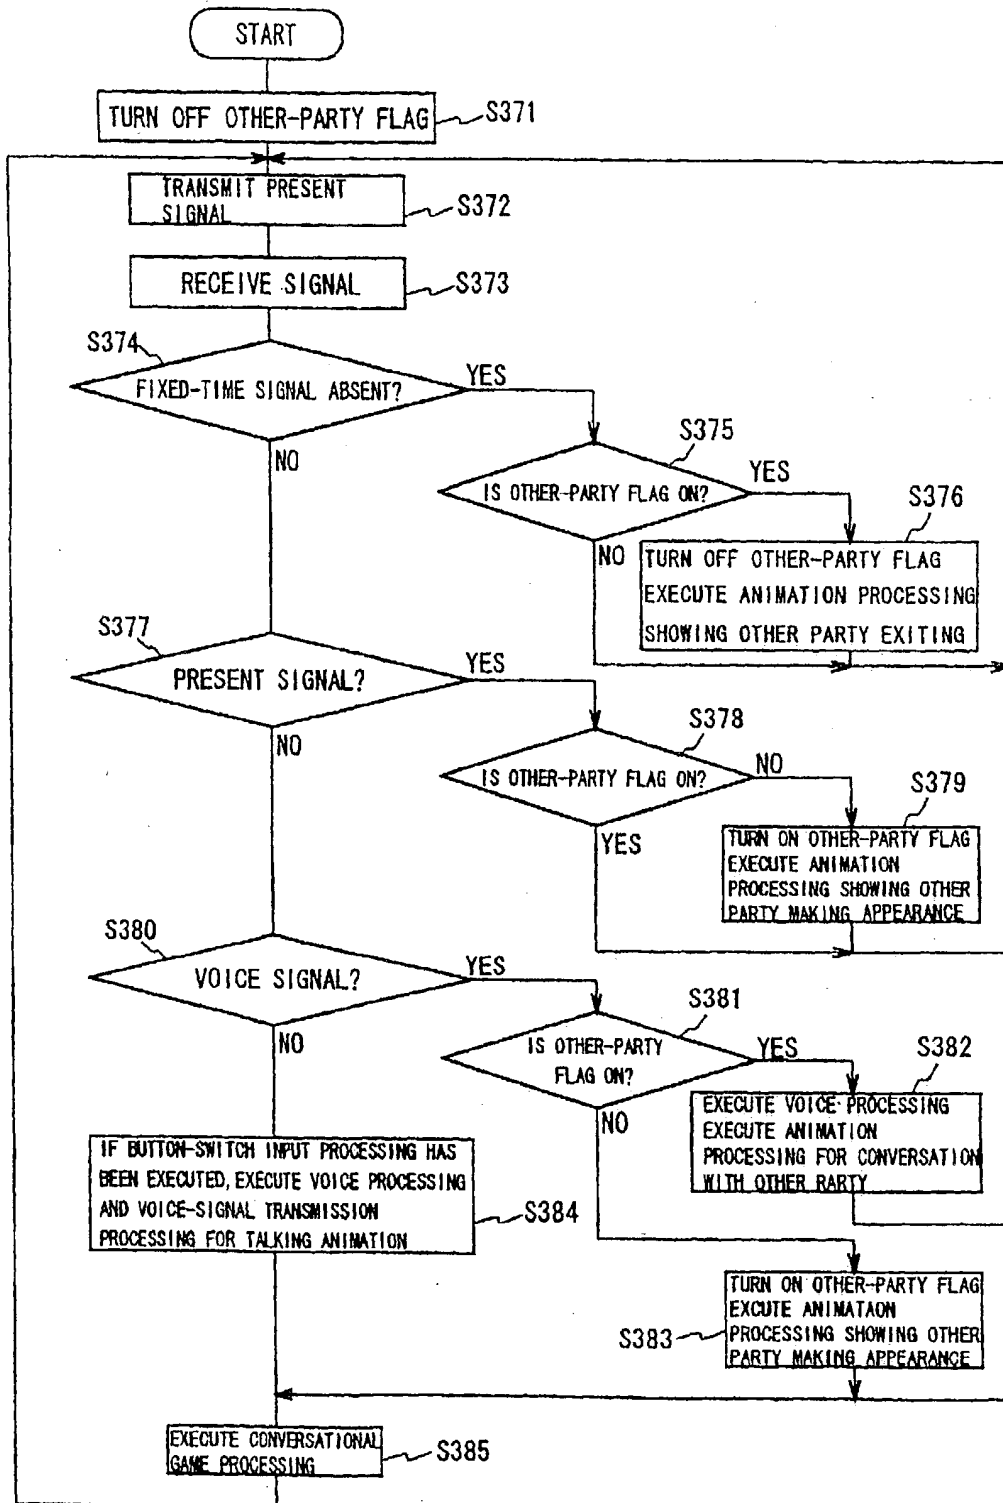 START
TURN OFF OTHER-PARTY FLAG
S371
TRANSMIT PRESENT
SIGNAL
S372
RECEIVE SIGNAL
S373
S374
FIXED-TIME SIGNAL ABSENT?
YES
NO
S375
IS OTHER-PARTY FLAG ON?
YES
NO
S376
TURN OFF OTHER-PARTY FLAG
EXECUTE ANIMATION PROCESSING
SHOWING OTHER PARTY EXITING
S377
PRESENT SIGNAL?
YES
NO
S378
IS OTHER-PARTY FLAG ON?
NO
YES
S379
TURN ON OTHER-PARTY FLAG
EXECUTE ANIMATION
PROCESSING SHOWING OTHER
PARTY MAKING APPEARANCE
S380
VOICE SIGNAL?
YES
NO
S381
IS OTHER-PARTY
FLAG ON?
YES
NO
S382
EXECUTE VOICE PROCESSING
EXECUTE ANIMATION
PROCESSING FOR CONVERSATION
WITH OTHER RARTY
IF BUTTON-SWITCH INPUT PROCESSING HAS
BEEN EXECUTED, EXECUTE VOICE PROCESSING
AND VOICE-SIGNAL TRANSMISSION
PROCESSING FOR TALKING ANIMATION
S384
TURN ON OTHER-PARTY FLAG
EXCUTE ANIMATAON
PROCESSING SHOWING OTHER
PARTY MAKING APPEARANCE
S383
EXECUTE CONVERSATIONAL
GAME PROCESSING
S385